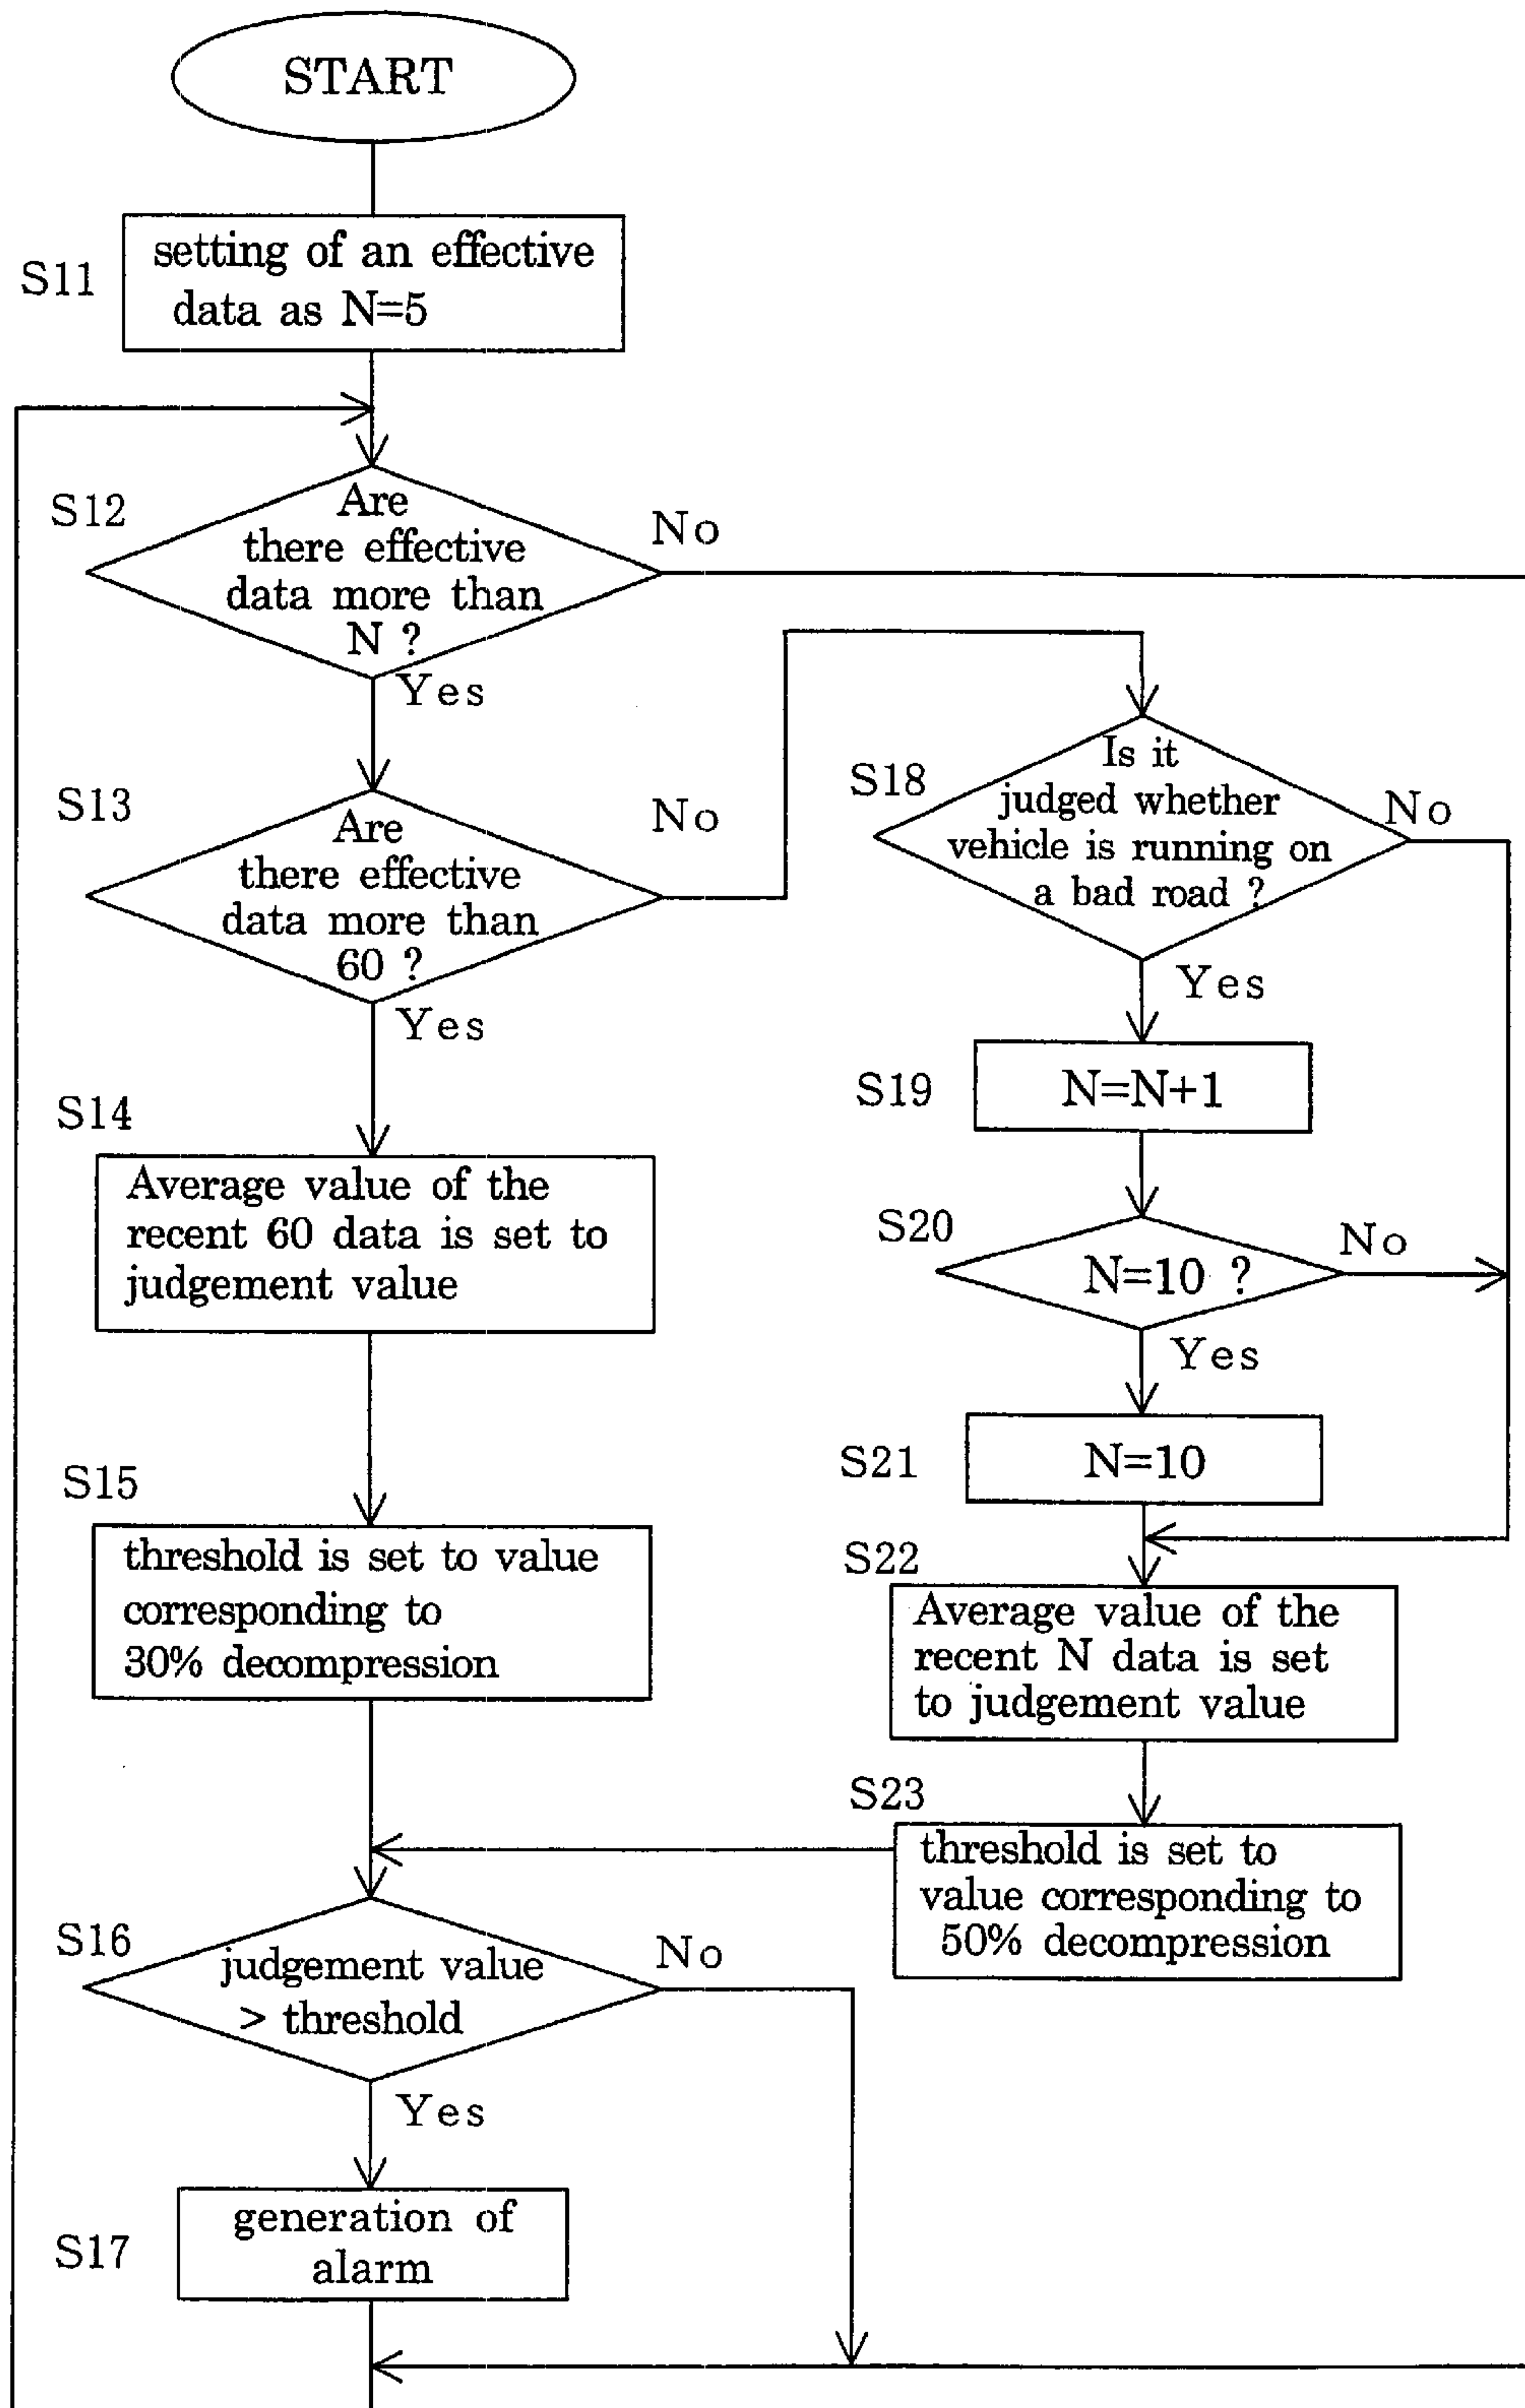 START
S11
setting of an effective
data as N=5
S12
Are
there effective
data more than
N ?
No
Yes
S13
Are
there effective
data more than
60 ?
No
Yes
S14
Average value of the
recent 60 data is set to
judgement value
S15
threshold is set to value
corresponding to
30% decompression
S16
judgement value
> threshold
No
Yes
S17
generation of
alarm
S18
Is it
judged whether
vehicle is running on
a bad road ?
No
Yes
S19
N=N+1
S20
N=10 ?
No
Yes
S21
N=10
S22
Average value of the
recent N data is set
to judgement value
S23
threshold is set to
value corresponding to
50% decompression